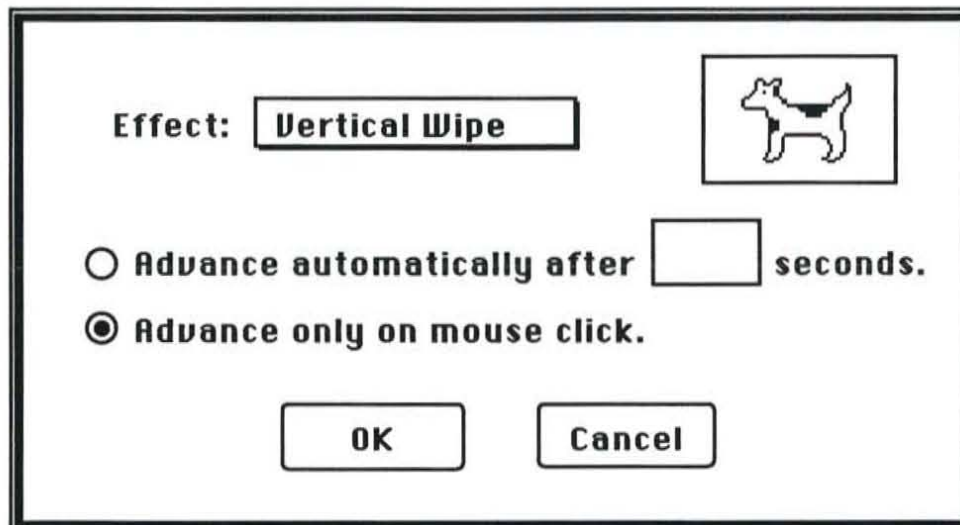 Effect: Vertical Wipe
Advance automatically after seconds.
Advance only on mouse click.
OK Cancel